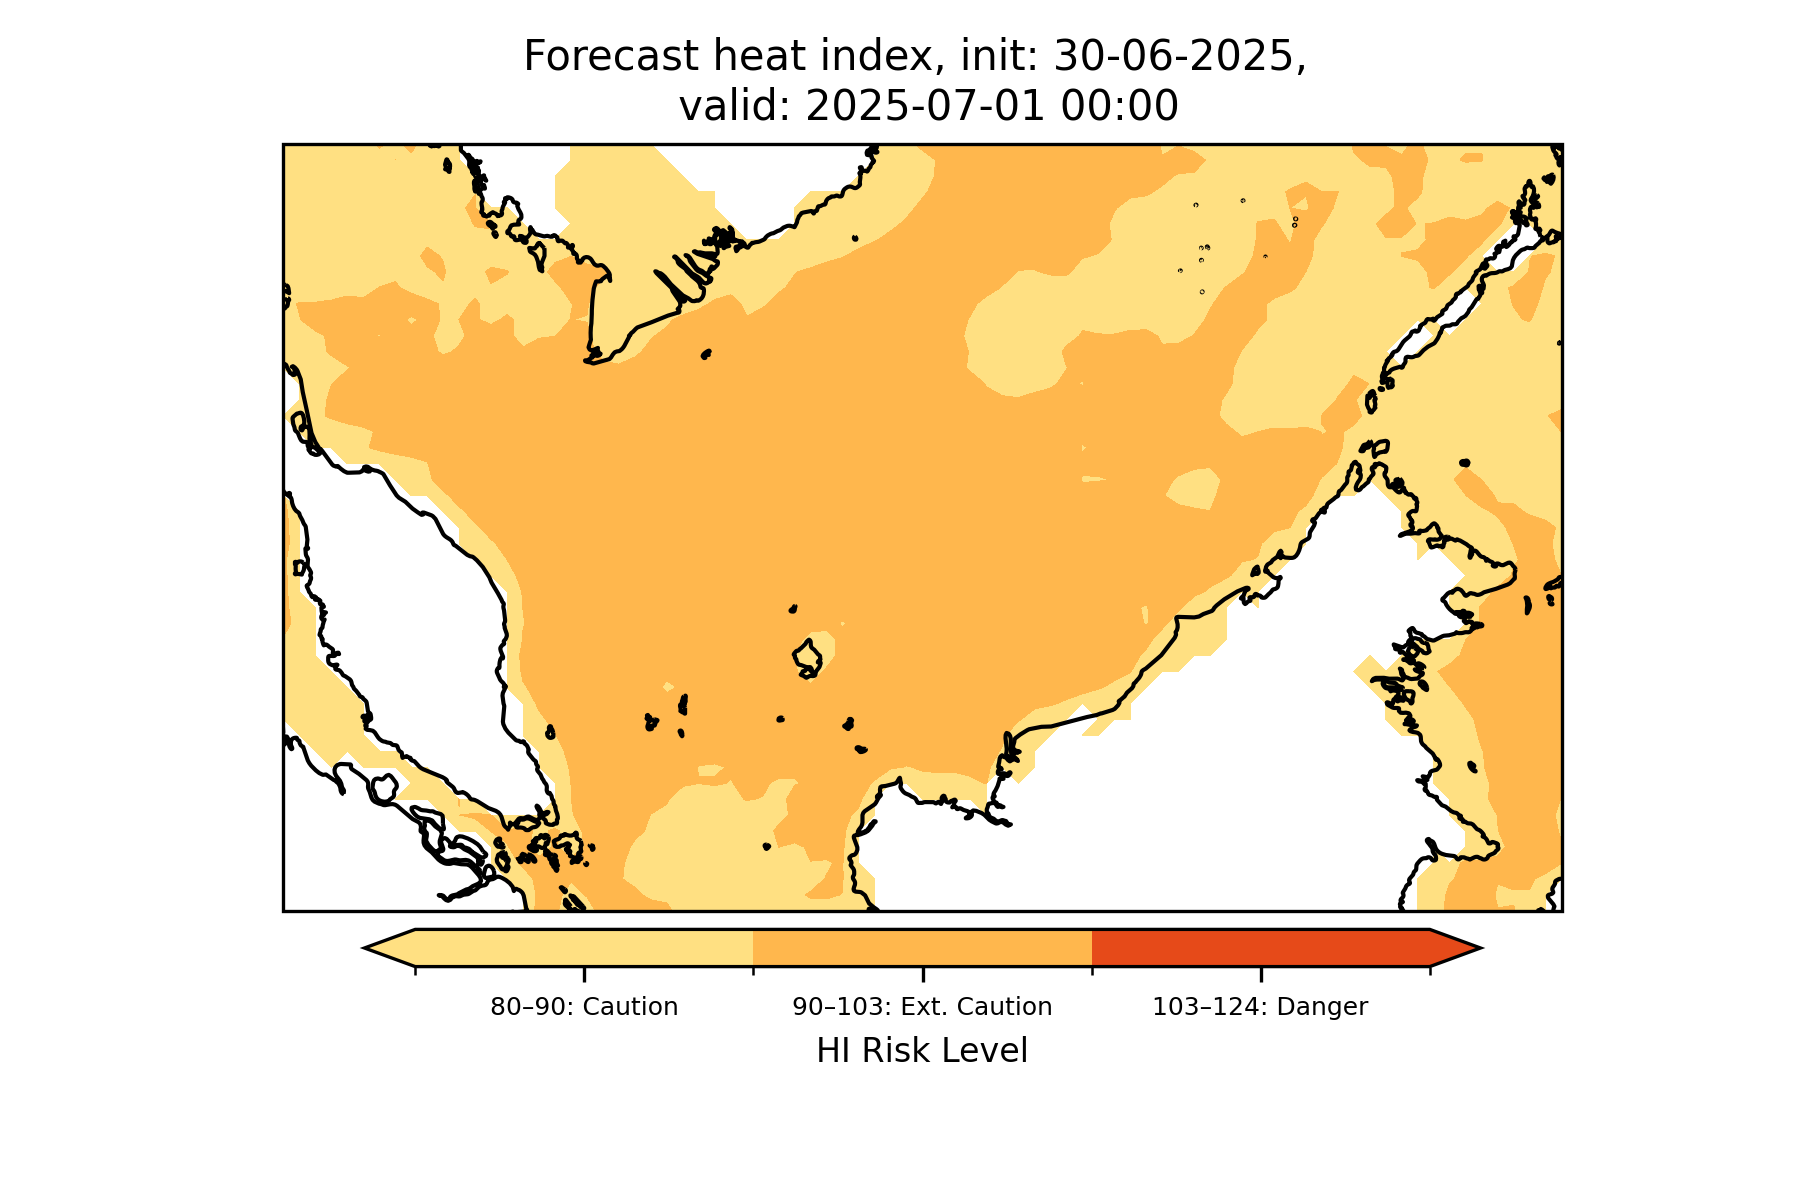 Forecast heat index, init: 30-06-2025,
valid: 2025-07-01 00:00
80–90: Caution
90–103: Ext. Caution
103–124: Danger
HI Risk Level